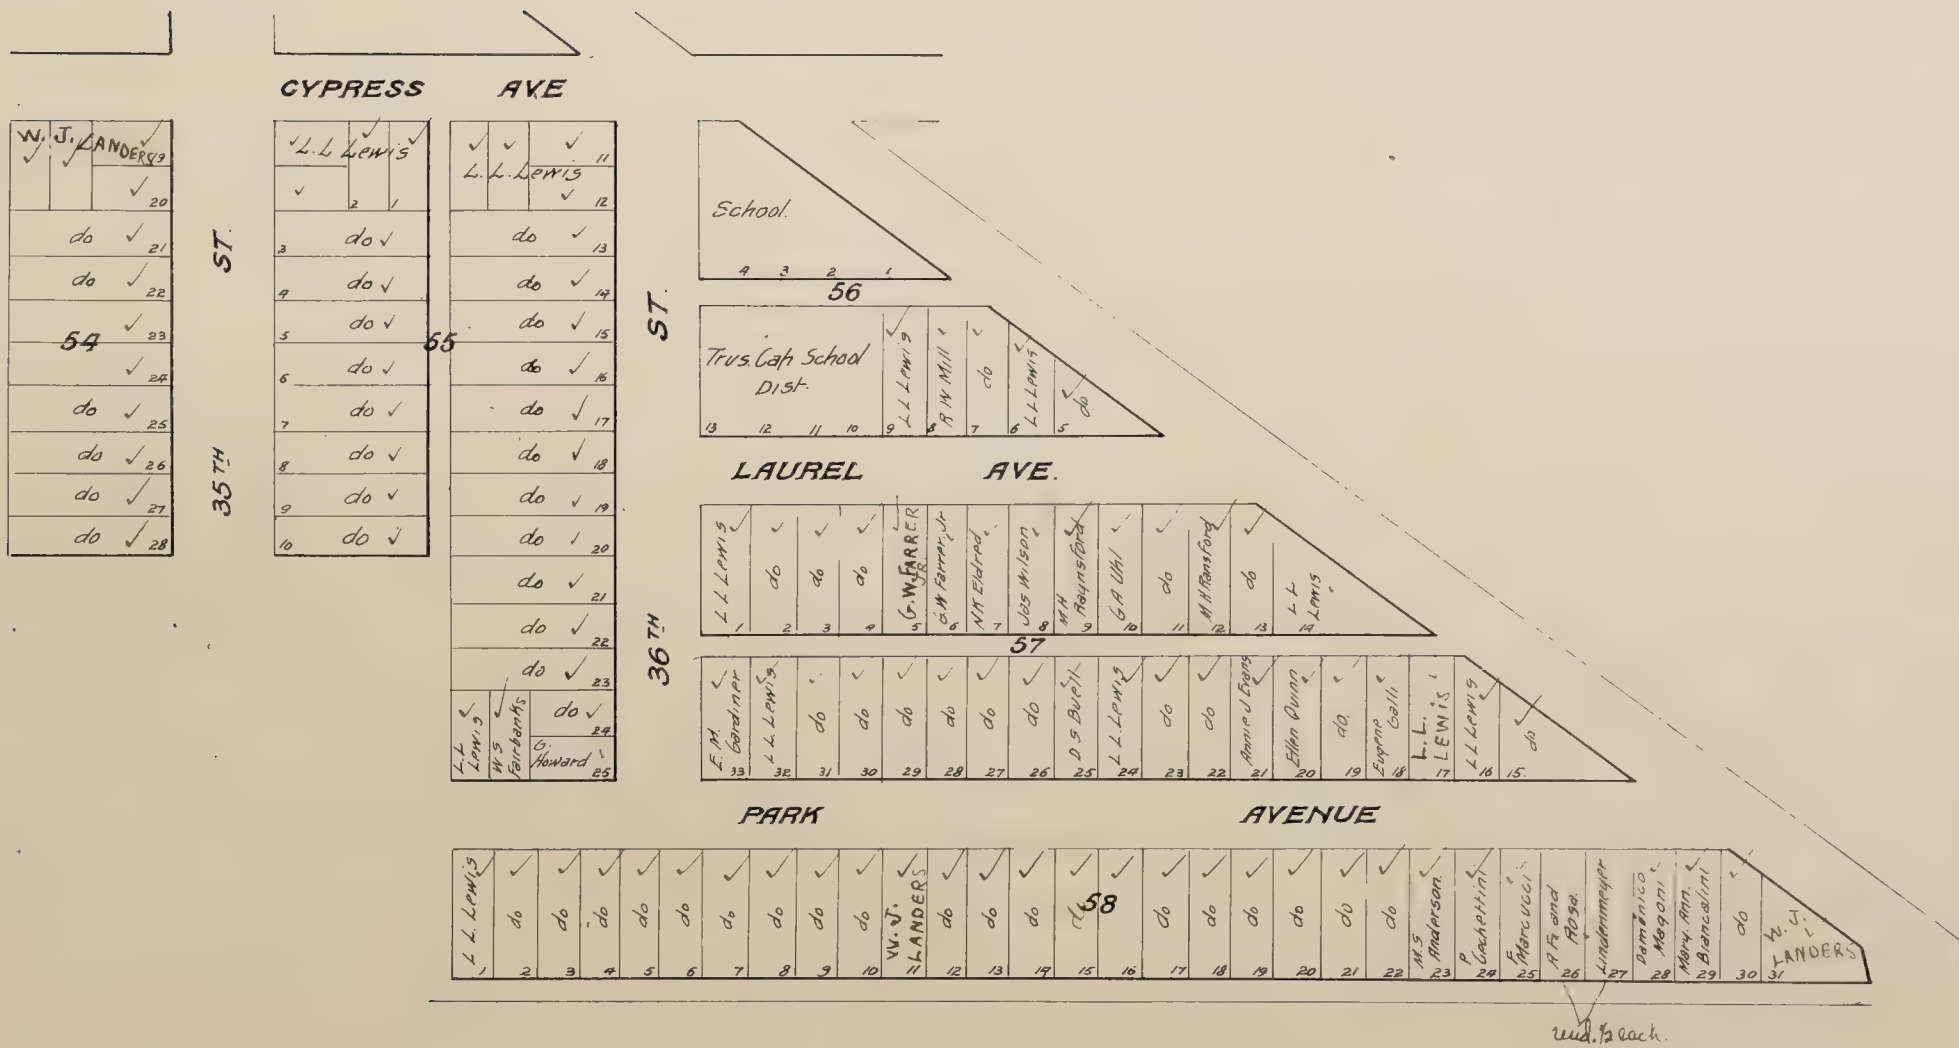 CYPRESS AVE
W. J. LANDERS
19
20
do 21
do 22
23
54
24
do 25
do 26
do 27
do 28
35TH ST.
L. L Lewis
2 1
3 do
4 do
5 do
6 do
7 do
8 do
9 do
10 do
55
L. L. Lewis
11
12
do 13
do 14
do 15
do 16
do 17
do 18
do 19
do 20
do 21
do 22
do 23
L. L Lewis
W S Fairbanks
do 24
G. Howard 25
36TH ST.
School.
4 3 2 1
56
Trus. Cah School
Dist.
13 12 11 10
L L Lewis 9
R W Mill 8
do 7
L L Lewis 6
do 5
LAUREL AVE.
L L Lewis 1
do 2
do 3
do 4
G. W. FARRER JR 5
G W Farrer, Jr 6
N K Eldred 7
Jas Wilson 8
M H Raynsford 9
G A Uhl 10
do 11
M H Ransford 12
do 13
L L Lewis 14
57
E. M. Gardiner 33
L L. Lewis 32
do 31
do 30
do 29
do 28
do 27
do 26
D S Buell 25
L L. Lewis 24
do 23
do 22
Annie J Evans 21
Ellen Quinn 20
do. 19
Eugene Galli 18
L. L. LEWIS 17
L L Lewis 16
do 15.
PARK AVENUE
L L. Lewis 1
do 2
do 3
do 4
do 5
do 6
do 7
do 8
do 9
do 10
W. J. LANDERS 11
do 12
do 13
do 14
do 15
58
16
do 17
do 18
do 19
do 20
do 21
do 22
M. S Anderson. 23
P 24
F Marcucci 25
A Fr and Rosa 26
Lindenmeyer 27
Domenico Magoni 28
Mary. Ann. Biancalini 29
do 30
W. J. LANDERS 31
und. ½ each.